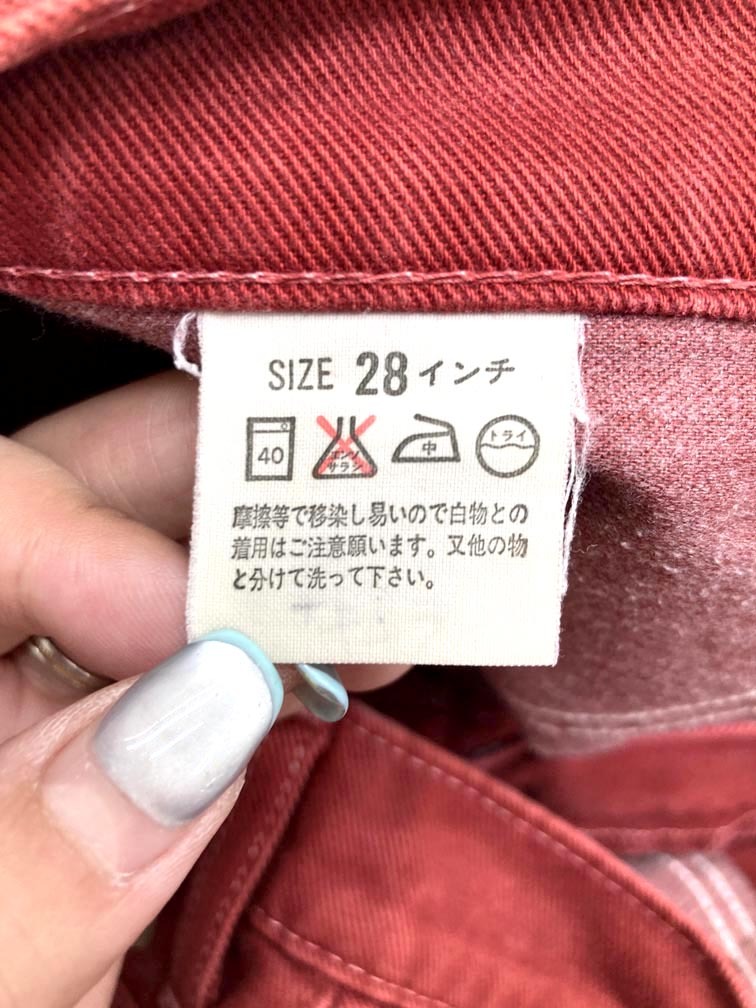 SIZE 28インチ
40 エンソサラシ 中 ドライ
摩擦等で移染し易いので白物との
着用はご注意願います。又他の物
と分けて洗って下さい。